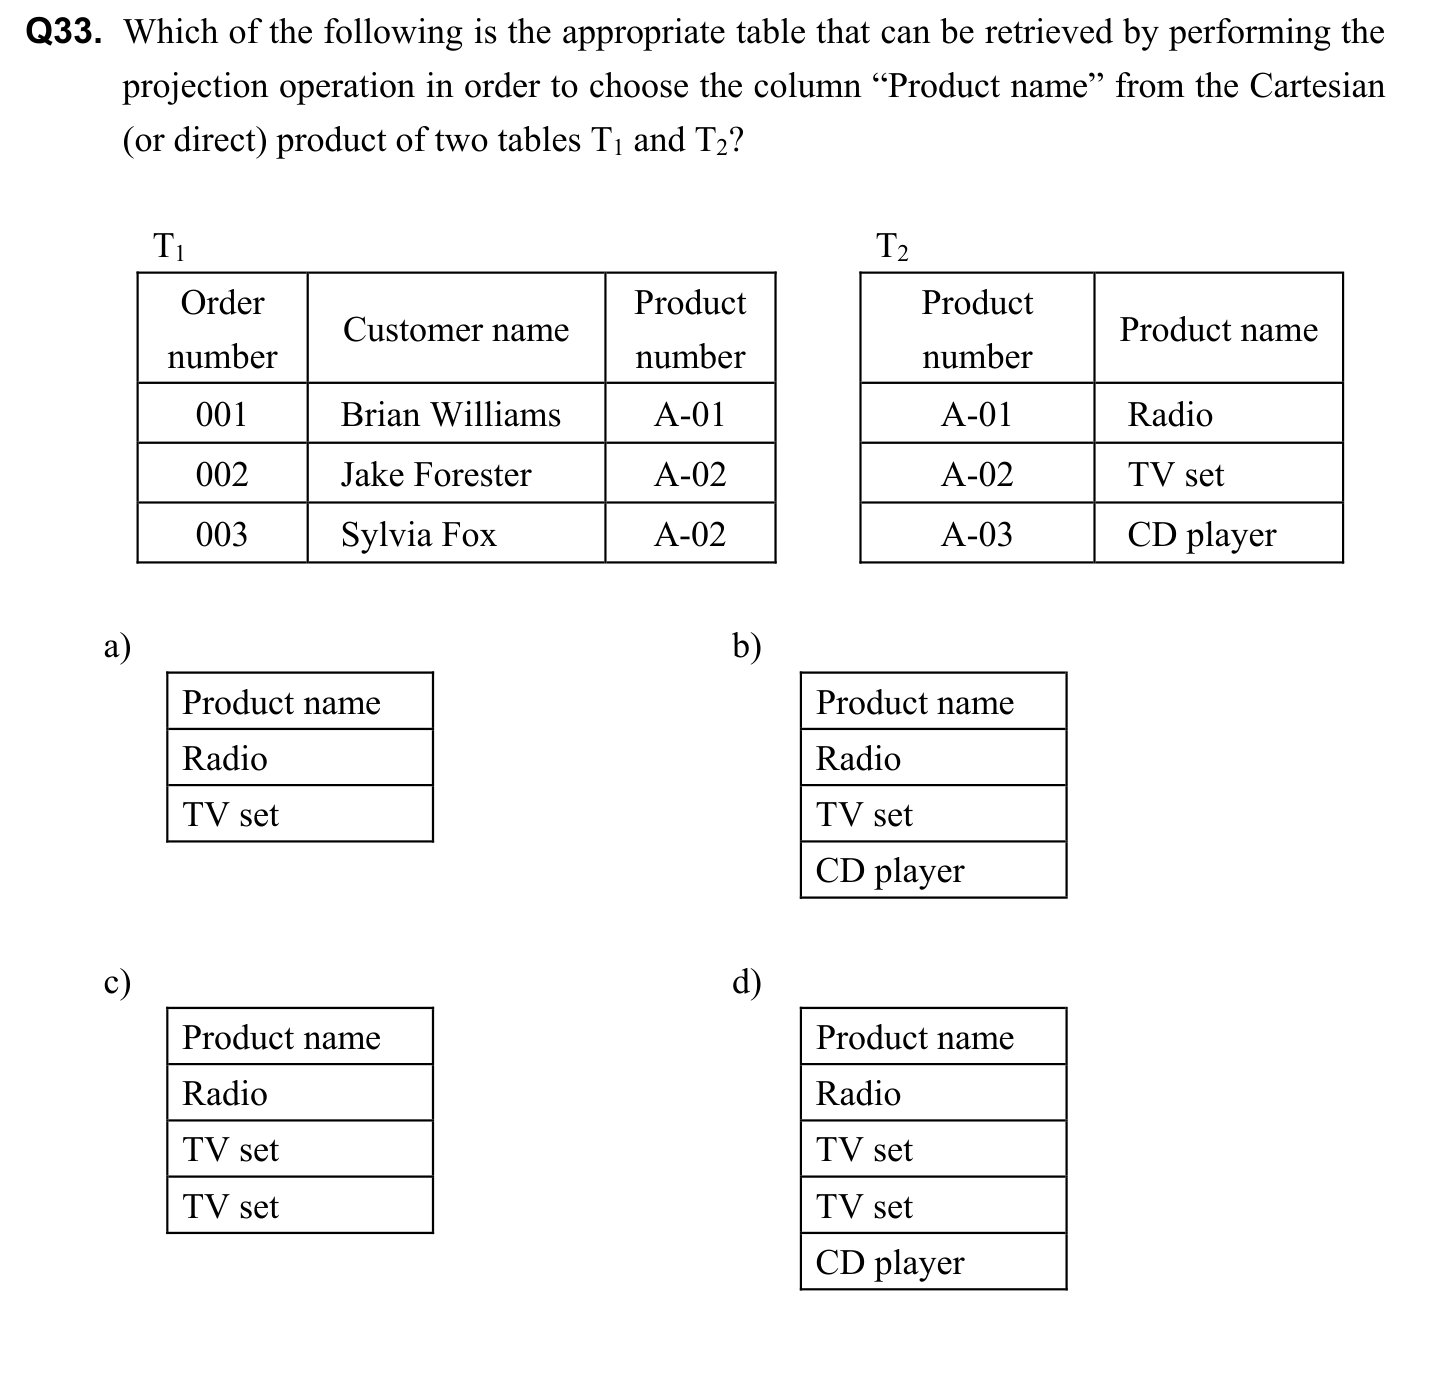 Q33. Which of the following is the appropriate table that can be retrieved by performing the
projection operation in order to choose the column “Product name” from the Cartesian
(or direct) product of two tables T1 and T2?
T1
Order number Customer name Product number
001 Brian Williams A-01
002 Jake Forester A-02
003 Sylvia Fox A-02
T2
Product number Product name
A-01 Radio
A-02 TV set
A-03 CD player
a)
Product name
Radio
TV set
b)
Product name
Radio
TV set
CD player
c)
Product name
Radio
TV set
TV set
d)
Product name
Radio
TV set
TV set
CD player